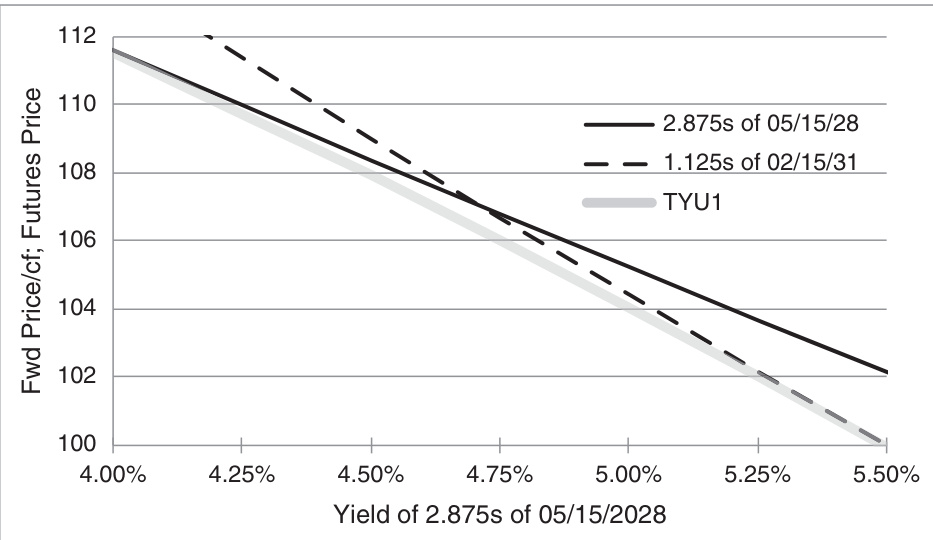 Fwd Price/cf; Futures Price
112
110
108
106
104
102
100
2.875s of 05/15/28
1.125s of 02/15/31
TYU1
4.00% 4.25% 4.50% 4.75% 5.00% 5.25% 5.50%
Yield of 2.875s of 05/15/2028